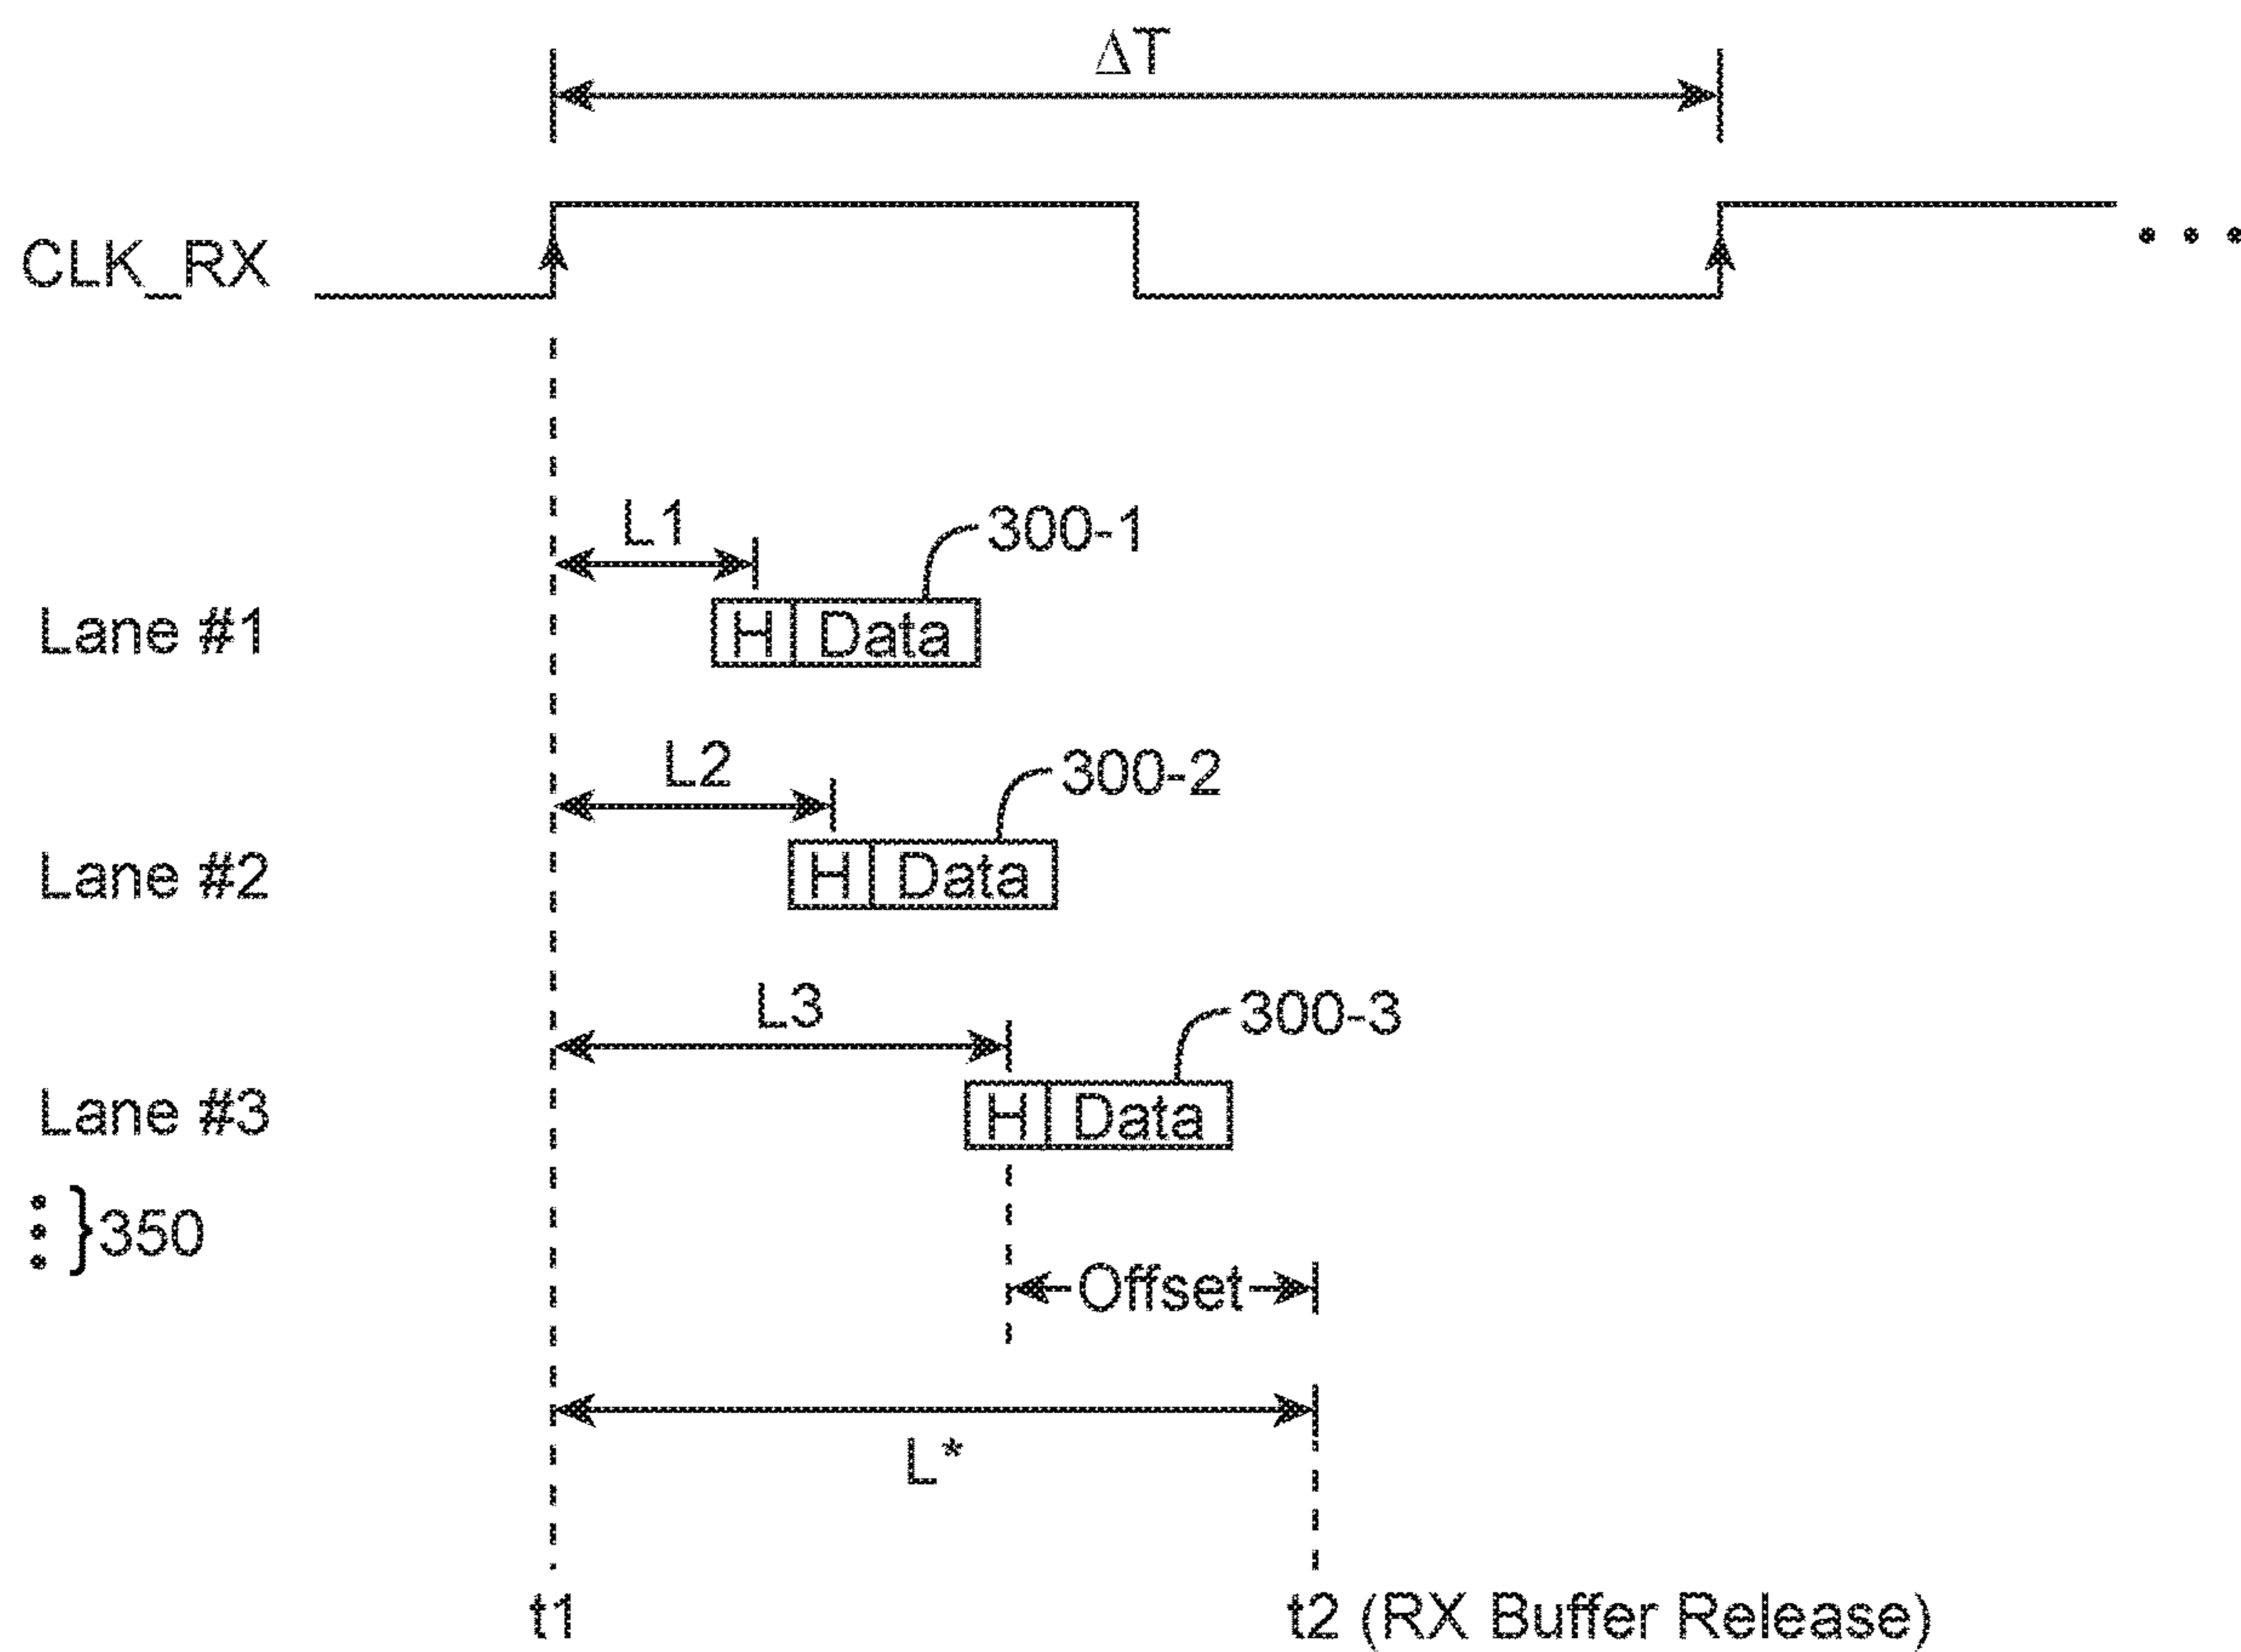 ΔT
CLK_RX
L1
300-1
Lane #1
H Data
L2
300-2
Lane #2
H Data
L3
300-3
Lane #3
H Data
350
Offset
L*
t1
t2 (RX Buffer Release)